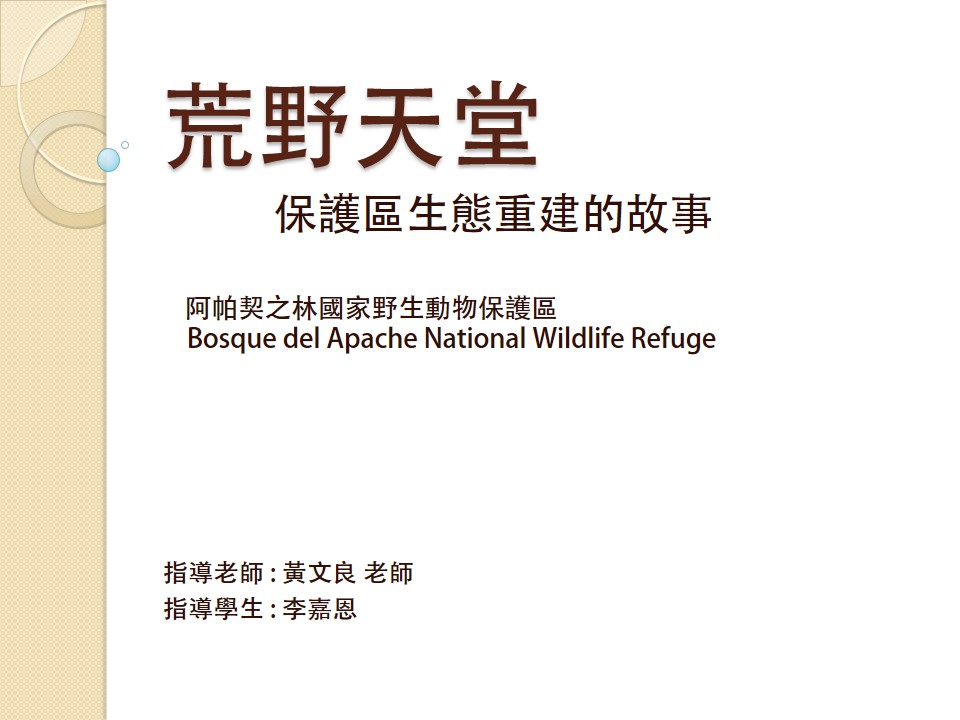 荒野天堂
保護區生態重建的故事
阿帕契之林國家野生動物保護區
Bosque del Apache National Wildlife Refuge
指導老師 : 黃文良 老師
指導學生 : 李嘉恩